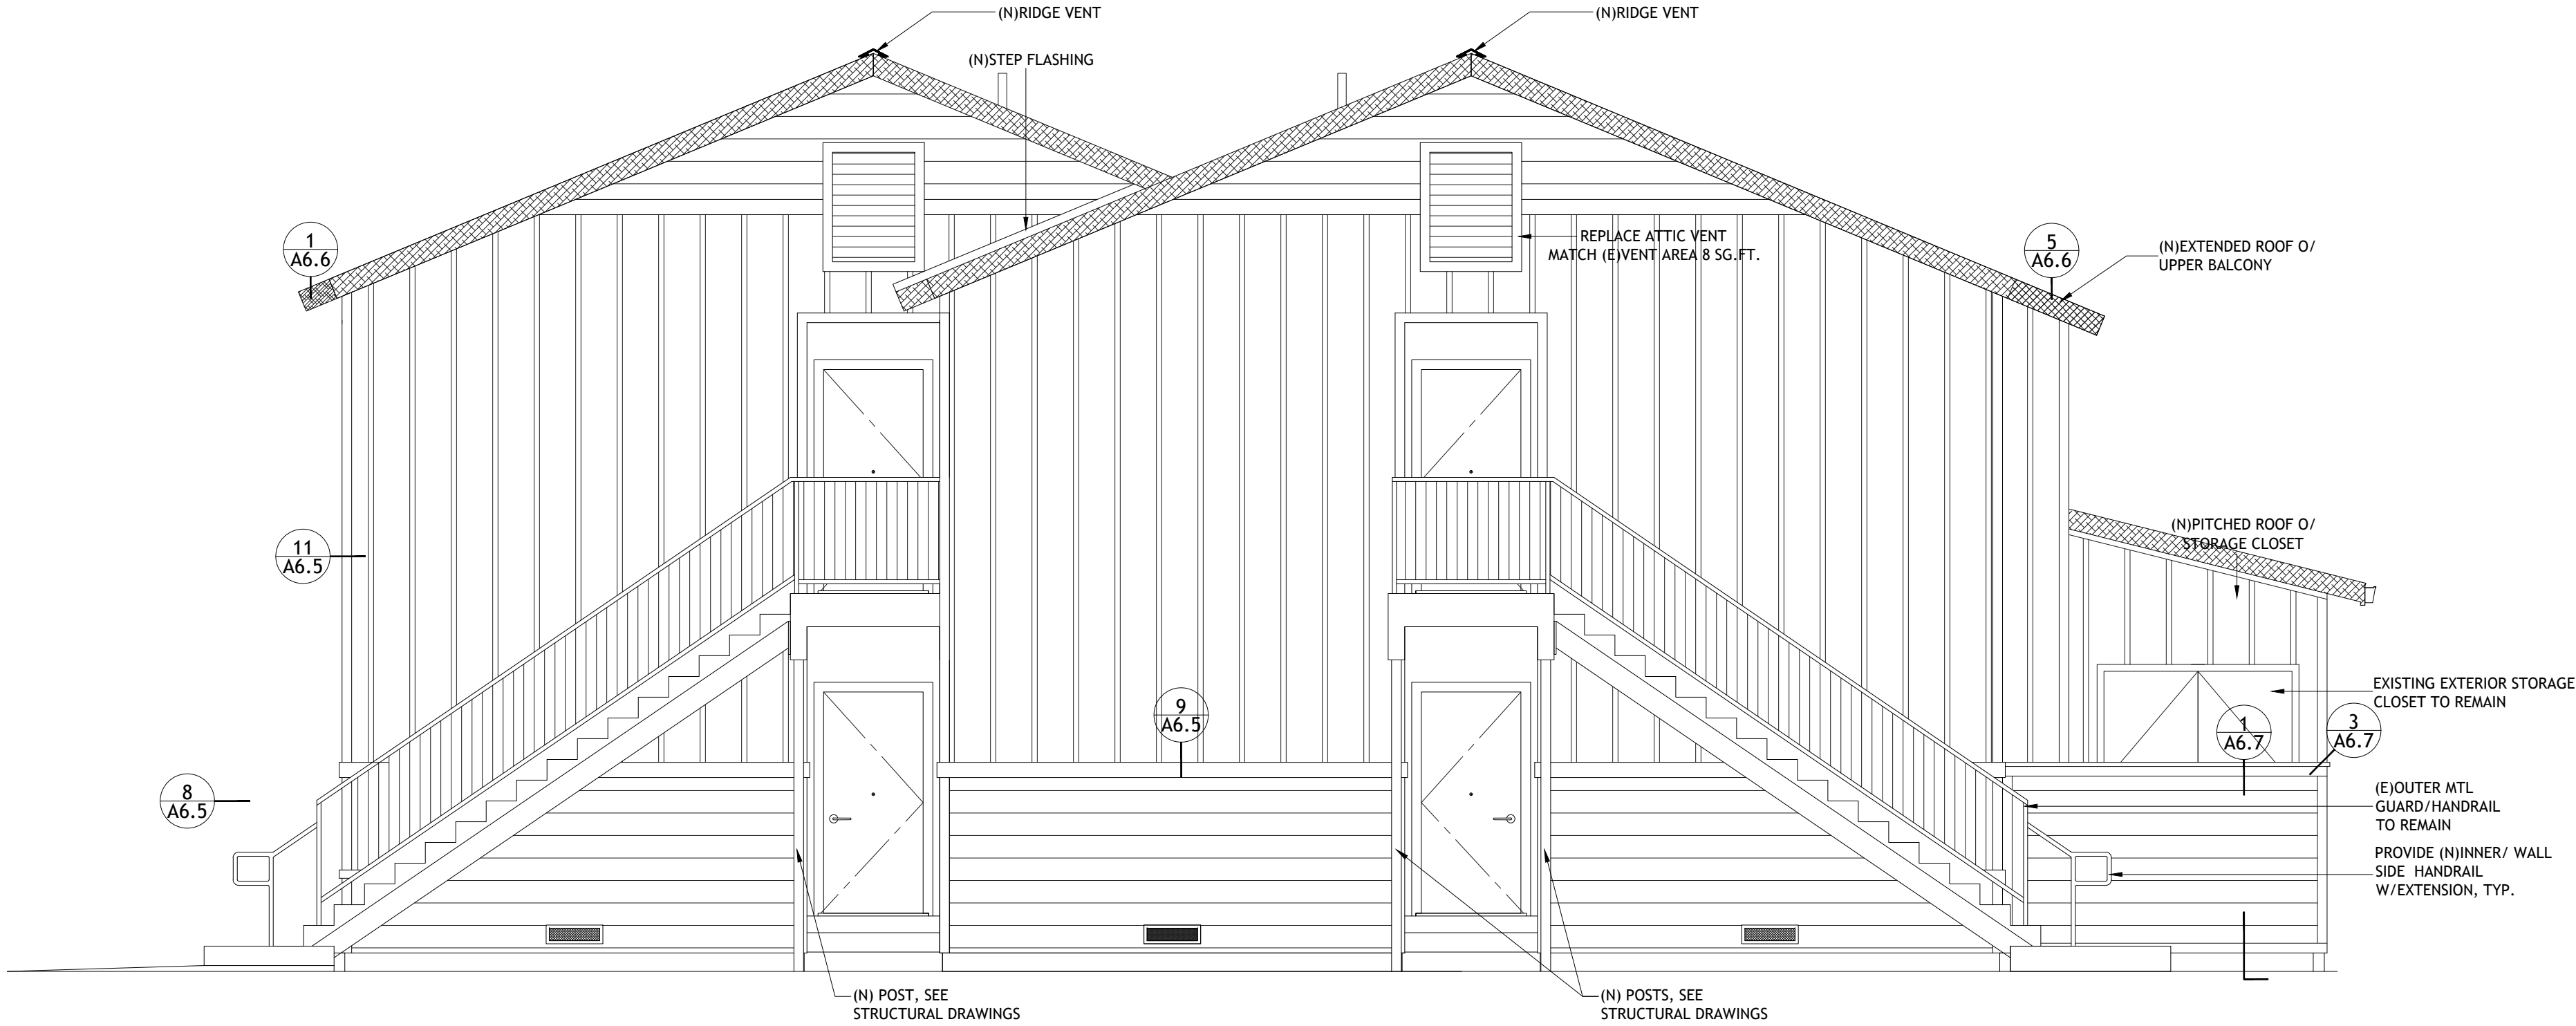 (N)RIDGE VENT
(N)RIDGE VENT
(N)STEP FLASHING
1
A6.6
REPLACE ATTIC VENT
MATCH (E)VENT AREA 8 SQ.FT.
5
A6.6
(N)EXTENDED ROOF O/
UPPER BALCONY
11
A6.5
(N)PITCHED ROOF O/
STORAGE CLOSET
EXISTING EXTERIOR STORAGE
CLOSET TO REMAIN
9
A6.5
1
A6.7
3
A6.7
8
A6.5
(E)OUTER MTL
GUARD/HANDRAIL
TO REMAIN
PROVIDE (N)INNER/ WALL
SIDE HANDRAIL
W/EXTENSION, TYP.
(N) POST, SEE
STRUCTURAL DRAWINGS
(N) POSTS, SEE
STRUCTURAL DRAWINGS